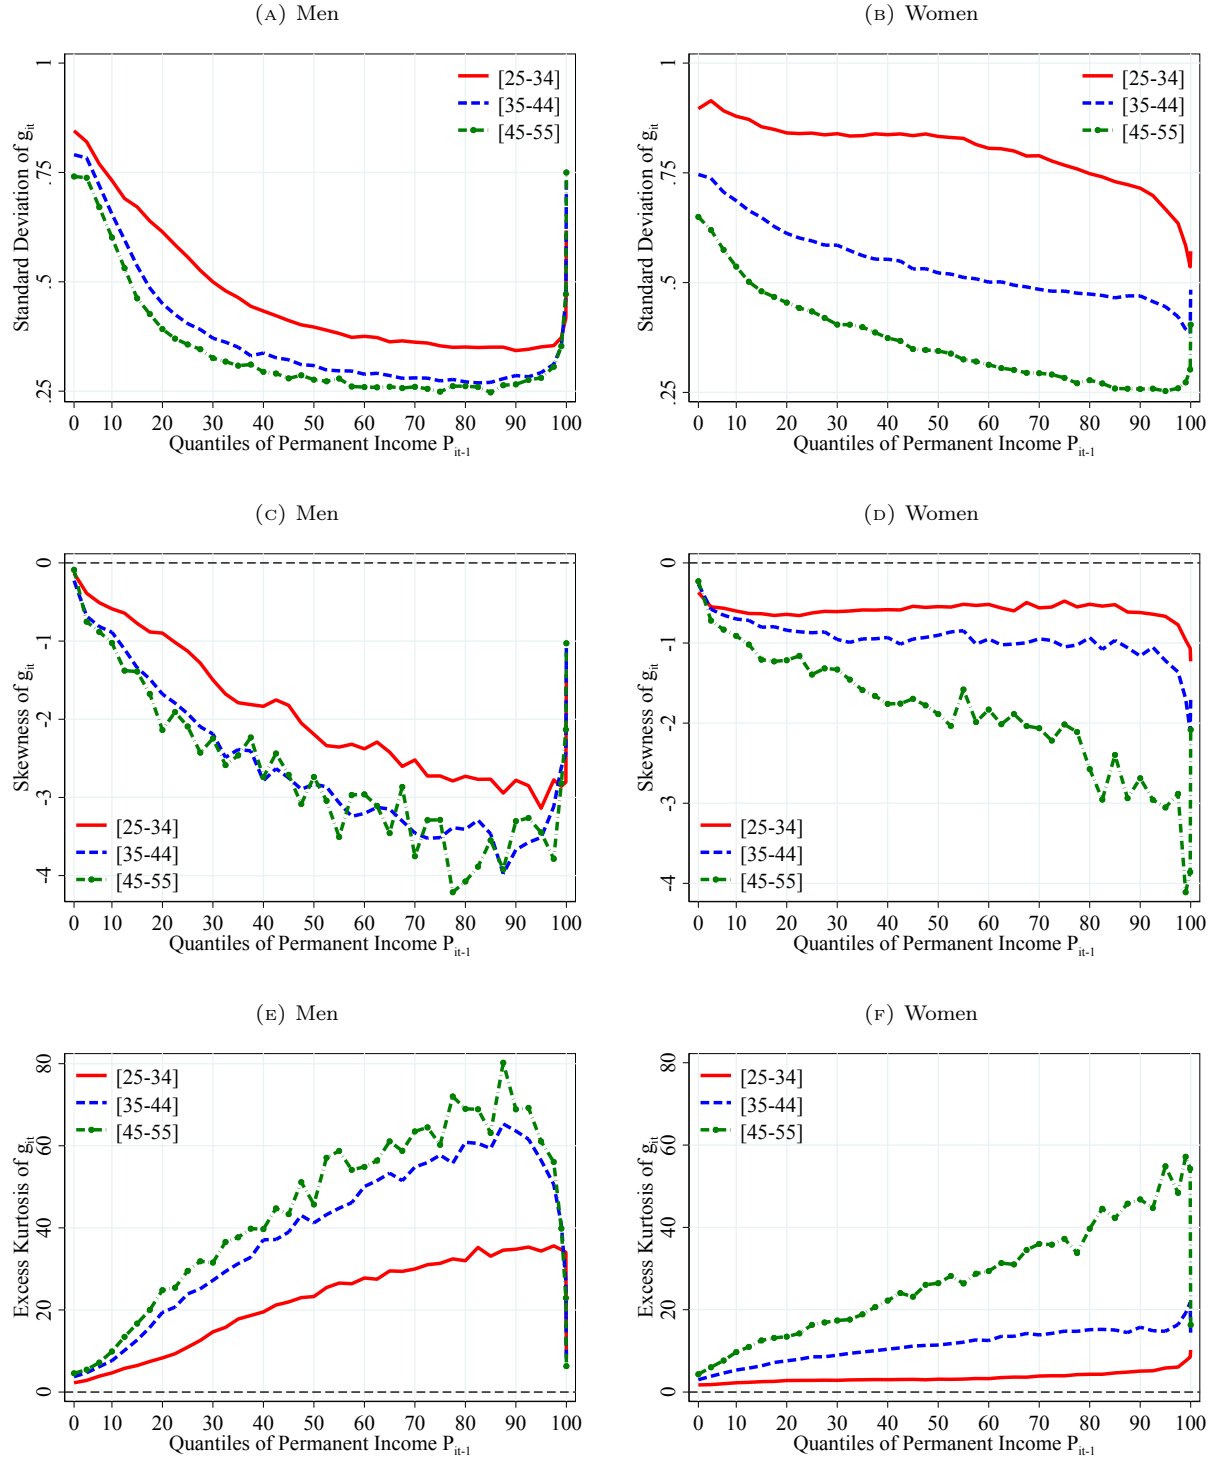 (A) Men
(B) Women
Standard Deviation of g_it
1
.75
.5
.25
[25-34]
[35-44]
[45-55]
0 10 20 30 40 50 60 70 80 90 100
Quantiles of Permanent Income P_it-1
Standard Deviation of g_it
1
.75
.5
.25
[25-34]
[35-44]
[45-55]
0 10 20 30 40 50 60 70 80 90 100
Quantiles of Permanent Income P_it-1
(C) Men
(D) Women
Skewness of g_it
0
-1
-2
-3
-4
[25-34]
[35-44]
[45-55]
0 10 20 30 40 50 60 70 80 90 100
Quantiles of Permanent Income P_it-1
Skewness of g_it
0
-1
-2
-3
-4
[25-34]
[35-44]
[45-55]
0 10 20 30 40 50 60 70 80 90 100
Quantiles of Permanent Income P_it-1
(E) Men
(F) Women
Excess Kurtosis of g_it
80
60
40
20
0
[25-34]
[35-44]
[45-55]
0 10 20 30 40 50 60 70 80 90 100
Quantiles of Permanent Income P_it-1
Excess Kurtosis of g_it
80
60
40
20
0
[25-34]
[35-44]
[45-55]
0 10 20 30 40 50 60 70 80 90 100
Quantiles of Permanent Income P_it-1